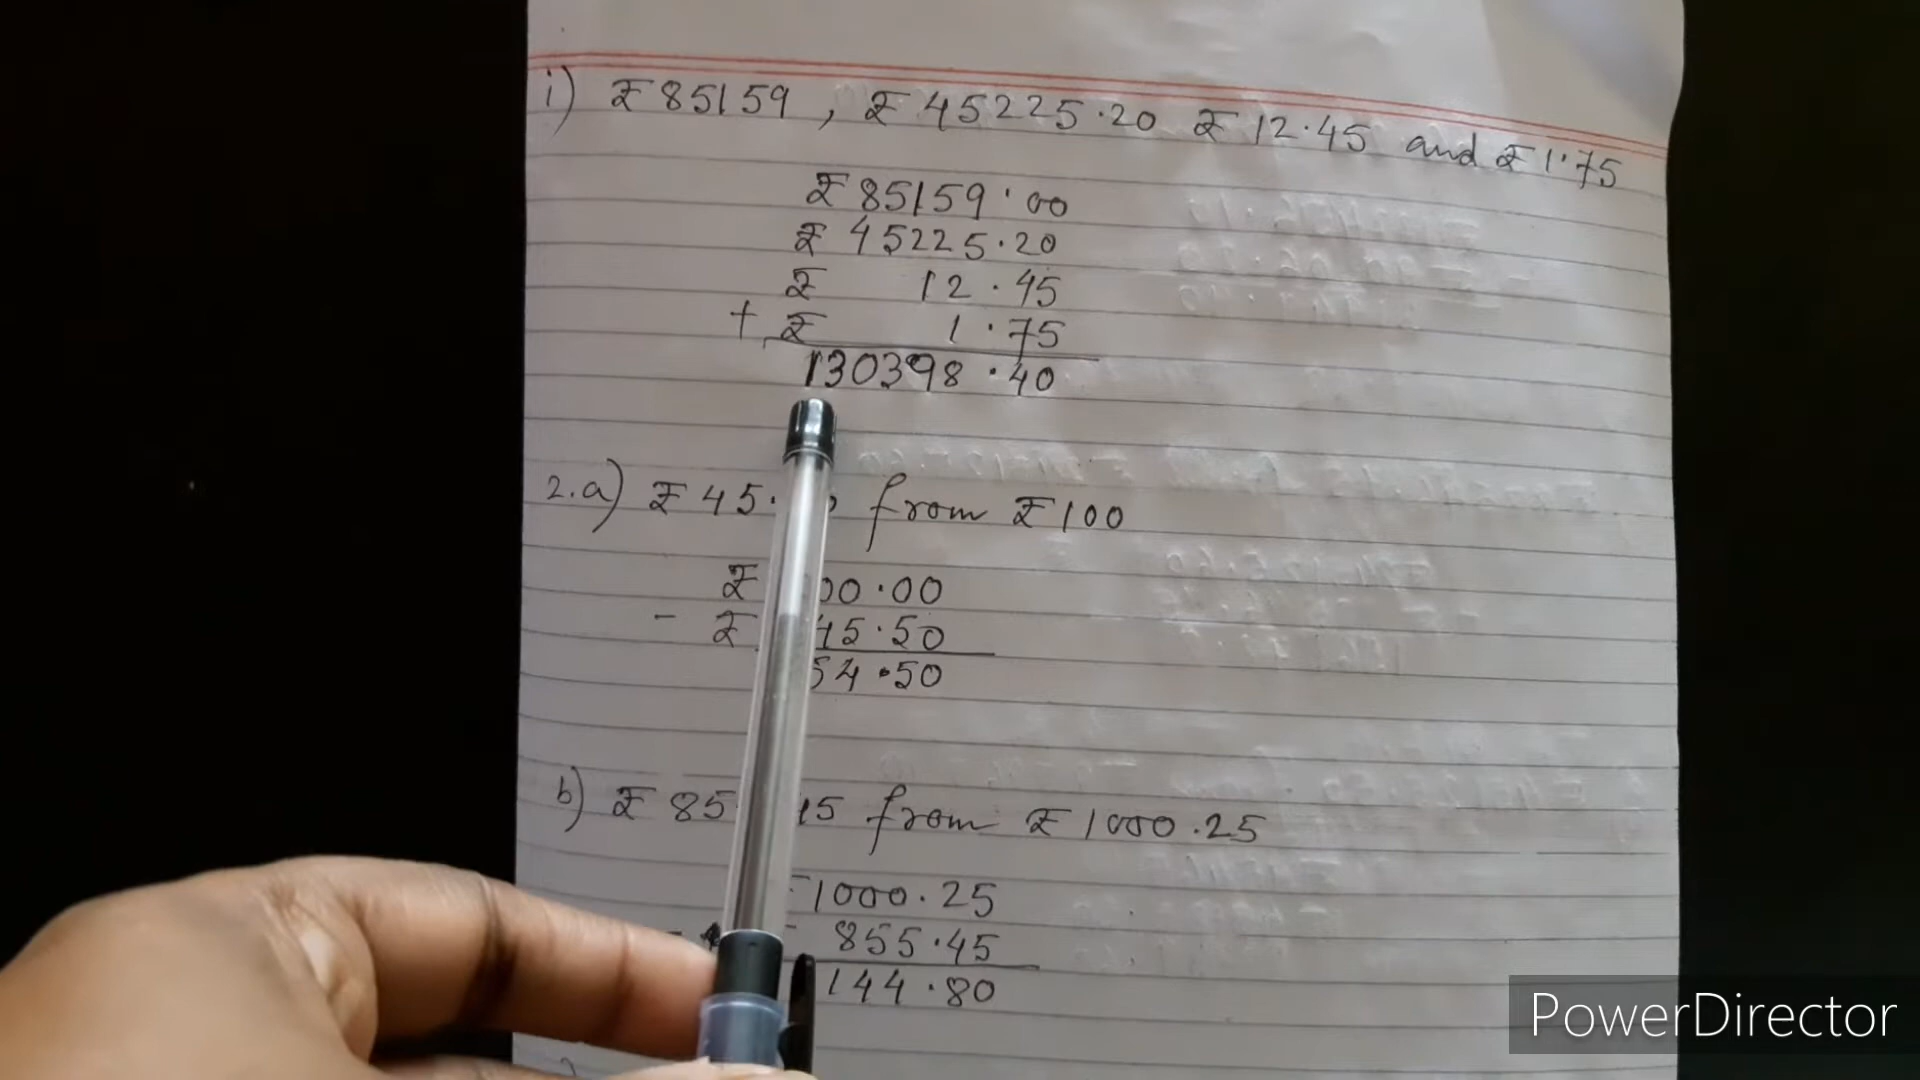 i) ₹ 85159, ₹ 45225.20 ₹ 12.45 and ₹ 1.75
₹ 85159.00
₹ 45225.20
₹ 12.45
+ ₹ 1.75
130398.40
2.a) ₹ 45. from ₹ 100
₹ 00.00
- ₹ 45.50
54.50
b) ₹ 85 45 from ₹ 1000.25
1000.25
- 855.45
144.80
PowerDirector